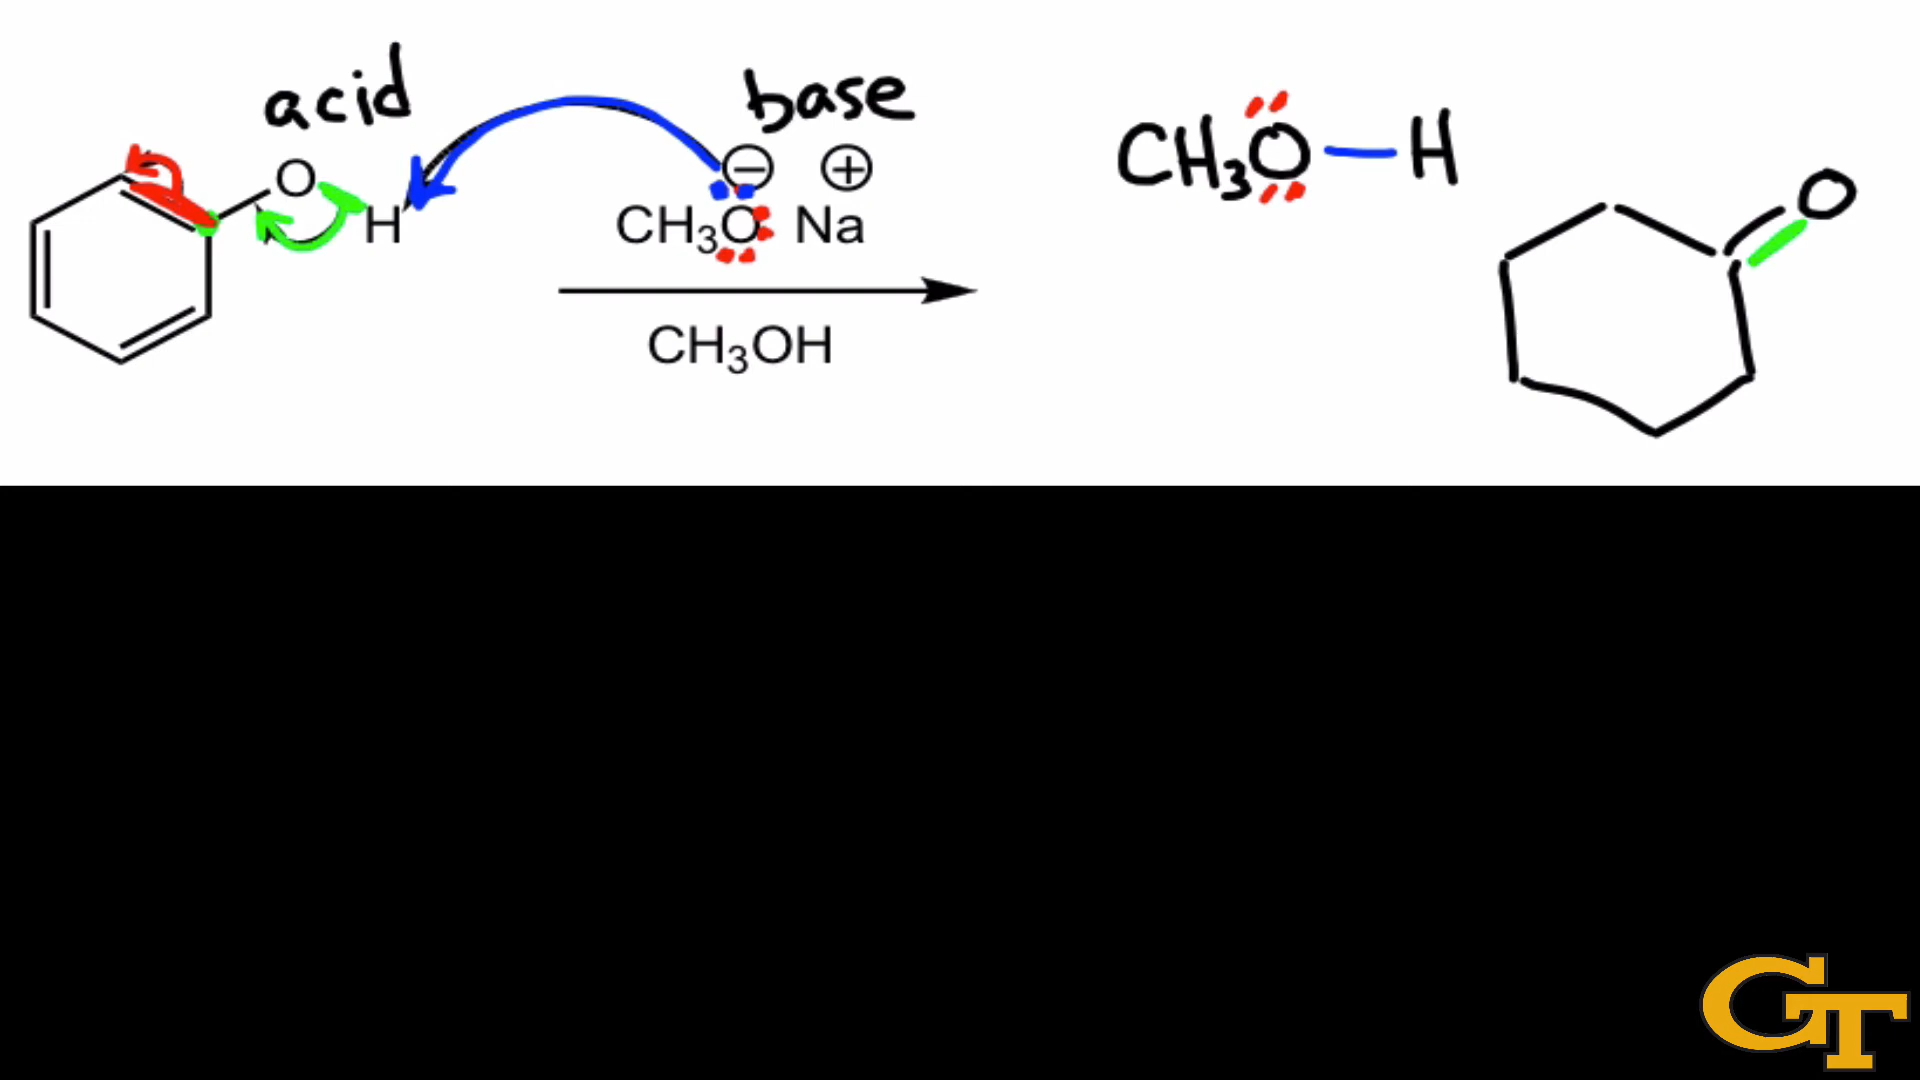 acid
base
O
H
⊖ ⊕
CH₃O Na
CH₃OH
CH₃O–H
O
GT